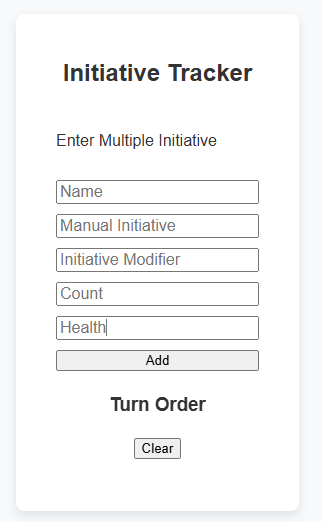 Initiative Tracker
Enter Multiple Initiative
Name
Manual Initiative
Initiative Modifier
Count
Health
Add
Turn Order
Clear